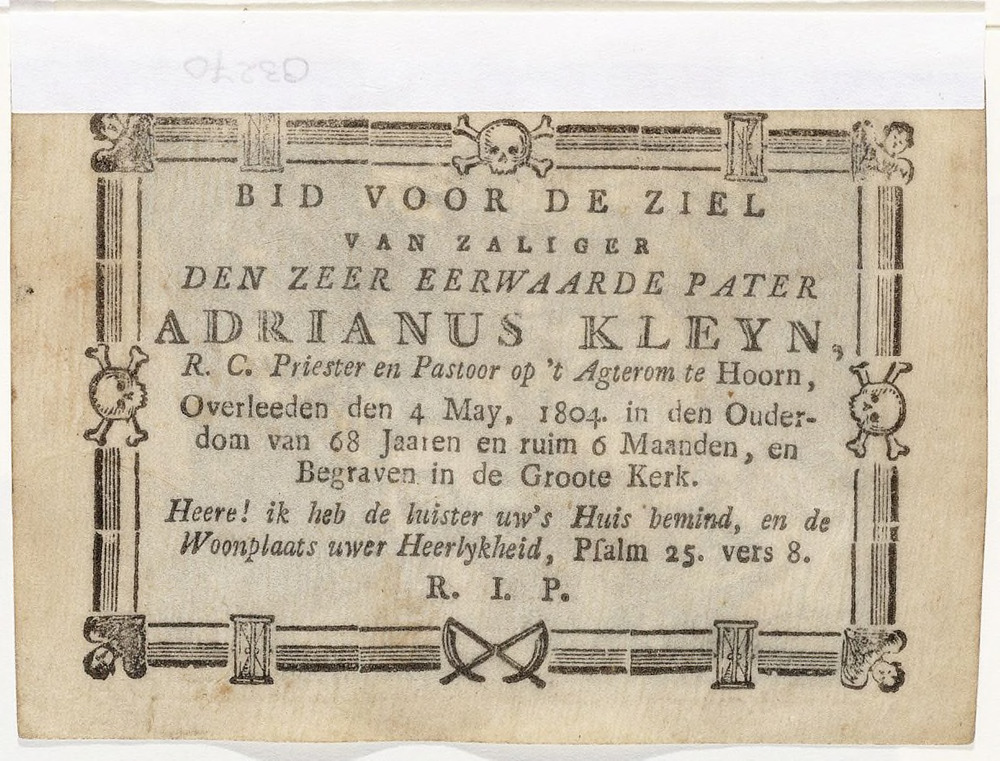 03270
BID VOOR DE ZIEL
VAN ZALIGER
DEN ZEER EERWAARDE PATER
ADRIANUS KLEYN,
R. C. Priester en Pastoor op 't Agterom te Hoorn,
Overleeden den 4 May, 1804. in den Ouder-
dom van 68 Jaaren en ruim 6 Maanden, en
Begraven in de Groote Kerk.
Heere! ik heb de luister uw's Huis bemind, en de
Woonplaats uwer Heerlykheid, Pſalm 25. vers 8.
R. I. P.